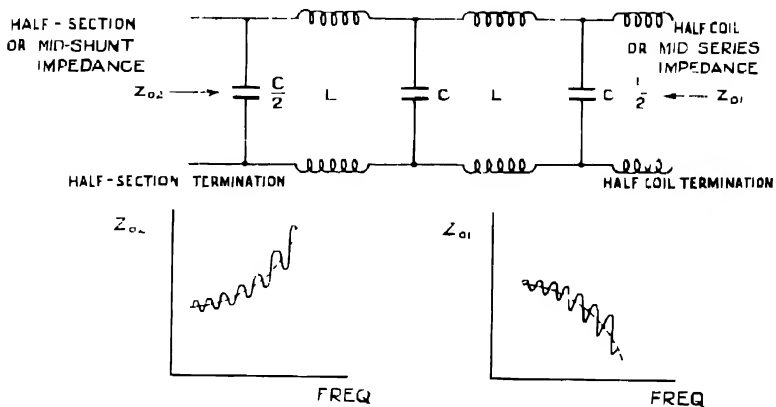 HALF-SECTION
OR MID-SHUNT
IMPEDANCE
HALF COIL
OR MID SERIES
IMPEDANCE
Z02
C/2
L
C
L
C
1/2
Z01
HALF-SECTION TERMINATION
HALF COIL TERMINATION
Z02
FREQ
Z01
FREQ